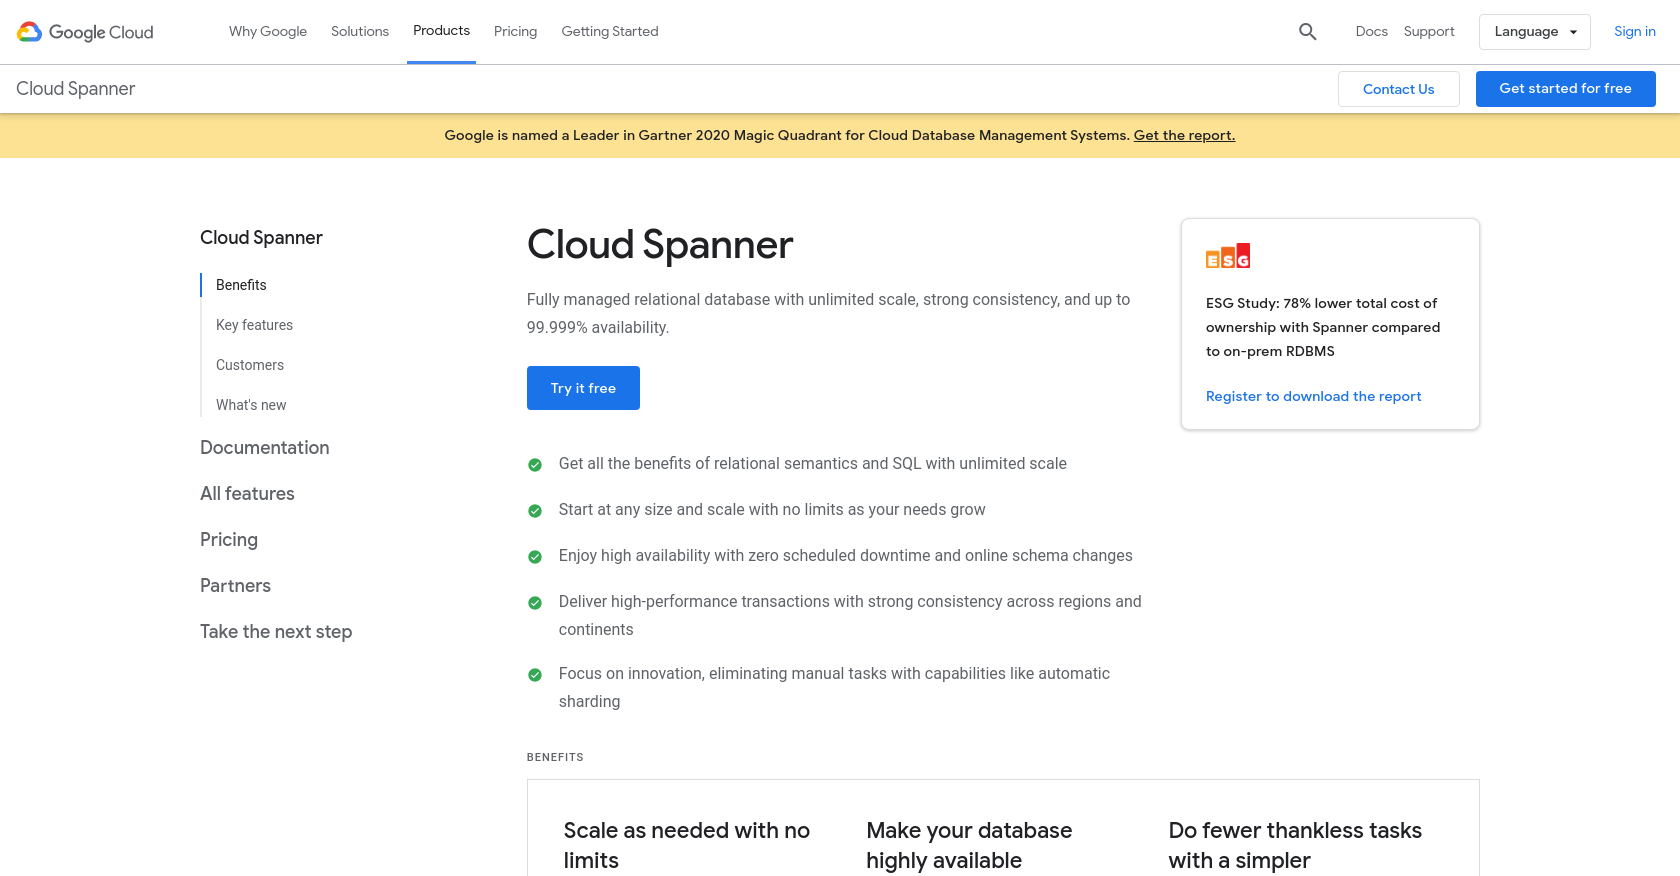 Google Cloud
Why Google
Solutions
Products
Pricing
Getting Started
Docs
Support
Language
Sign in
Cloud Spanner
Contact Us
Get started for free
Google is named a Leader in Gartner 2020 Magic Quadrant for Cloud Database Management Systems. Get the report.
Cloud Spanner
Benefits
Key features
Customers
What's new
Documentation
All features
Pricing
Partners
Take the next step
Cloud Spanner
Fully managed relational database with unlimited scale, strong consistency, and up to
99.999% availability.
Try it free
Get all the benefits of relational semantics and SQL with unlimited scale
Start at any size and scale with no limits as your needs grow
Enjoy high availability with zero scheduled downtime and online schema changes
Deliver high-performance transactions with strong consistency across regions and
continents
Focus on innovation, eliminating manual tasks with capabilities like automatic
sharding
ESG
ESG Study: 78% lower total cost of
ownership with Spanner compared
to on-prem RDBMS
Register to download the report
BENEFITS
Scale as needed with no
limits
Make your database
highly available
Do fewer thankless tasks
with a simpler